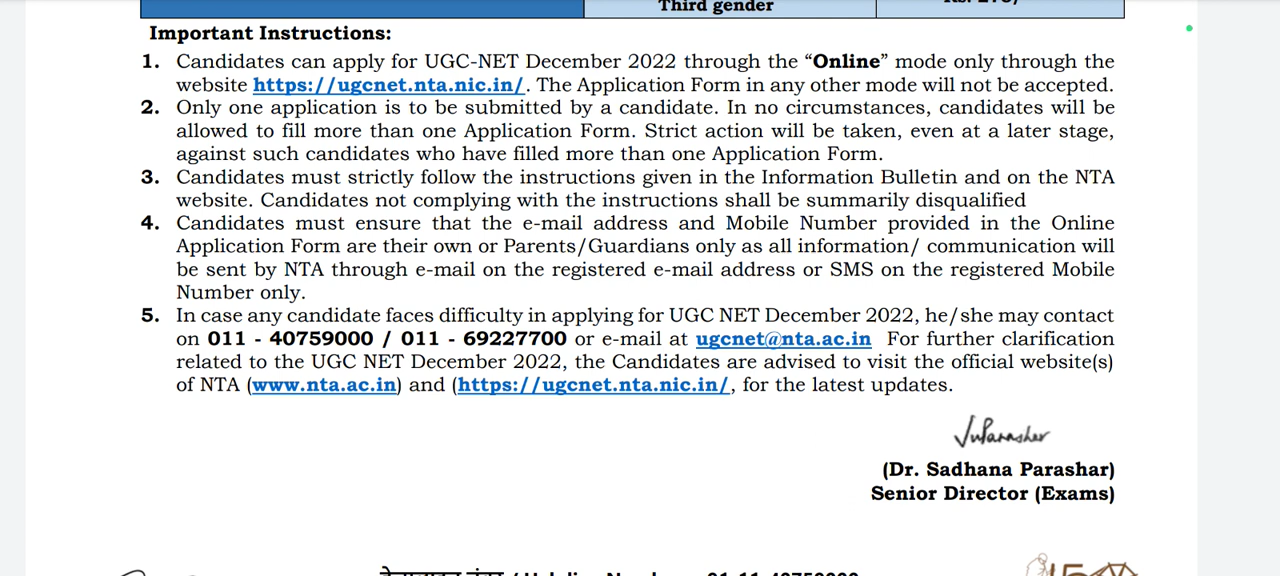 Third gender
Important Instructions:
1. Candidates can apply for UGC-NET December 2022 through the “Online” mode only through the
website https://ugcnet.nta.nic.in/. The Application Form in any other mode will not be accepted.
2. Only one application is to be submitted by a candidate. In no circumstances, candidates will be
allowed to fill more than one Application Form. Strict action will be taken, even at a later stage,
against such candidates who have filled more than one Application Form.
3. Candidates must strictly follow the instructions given in the Information Bulletin and on the NTA
website. Candidates not complying with the instructions shall be summarily disqualified
4. Candidates must ensure that the e-mail address and Mobile Number provided in the Online
Application Form are their own or Parents/Guardians only as all information/ communication will
be sent by NTA through e-mail on the registered e-mail address or SMS on the registered Mobile
Number only.
5. In case any candidate faces difficulty in applying for UGC NET December 2022, he/she may contact
on 011 - 40759000 / 011 - 69227700 or e-mail at ugcnet@nta.ac.in For further clarification
related to the UGC NET December 2022, the Candidates are advised to visit the official website(s)
of NTA (www.nta.ac.in) and (https://ugcnet.nta.nic.in/, for the latest updates.
(Dr. Sadhana Parashar)
Senior Director (Exams)